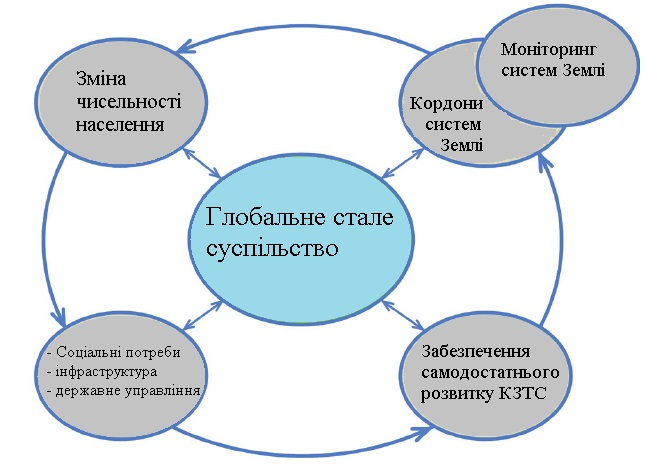 Зміна
чисельності
населення
Моніторинг
систем Землі
Кордони
систем
Землі
Глобальне стале
суспільство
- Соціальні потреби
- інфраструктура
- державне управління
Забезпечення
самодостатнього
розвитку КЗТС